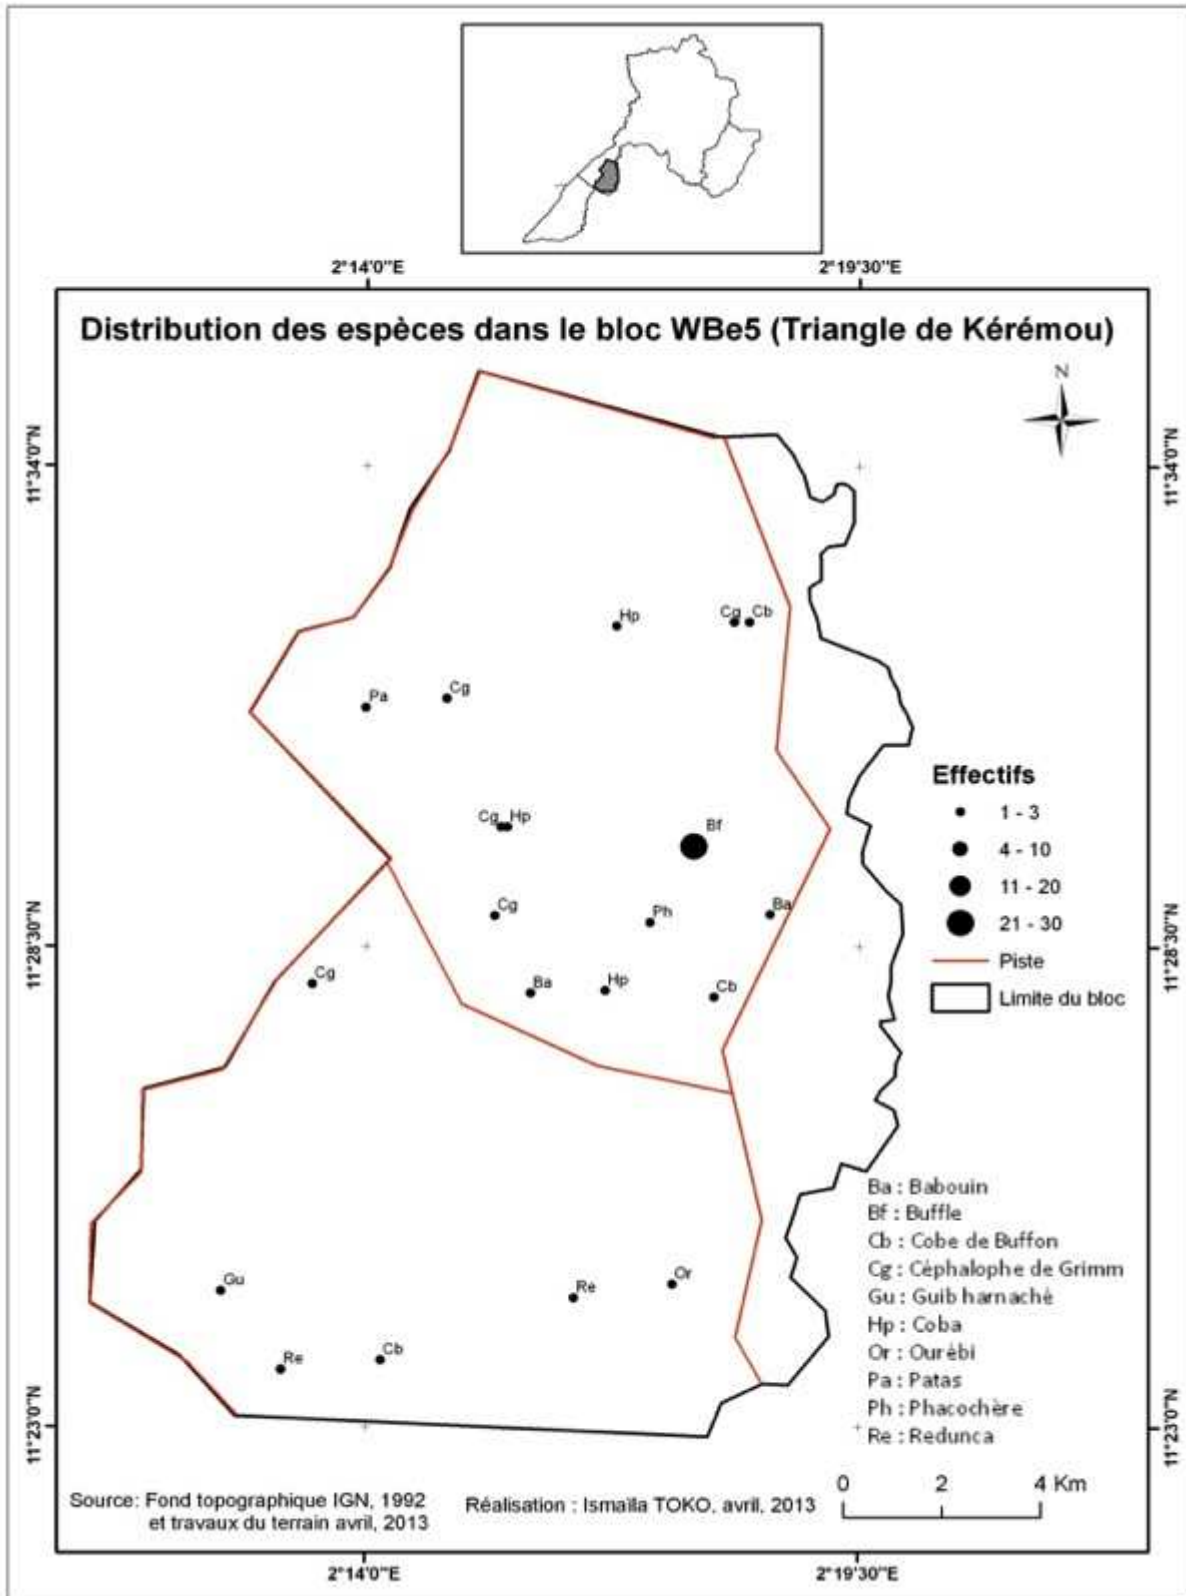 2°14'0"E
2°19'30"E
Distribution des espèces dans le bloc WBe5 (Triangle de Kérémou)
N
11°34'0"N
11°34'0"N
Hp
Cg
Cb
Pa
Cg
Cg
Hp
Bf
Effectifs
1 - 3
4 - 10
11 - 20
21 - 30
Piste
Limite du bloc
Cg
Ph
Ba
11°28'30"N
11°28'30"N
Cg
Ba
Hp
Cb
Gu
Re
Or
Re
Cb
Ba : Babouin
Bf : Buffle
Cb : Cobe de Buffon
Cg : Céphalophe de Grimm
Gu : Guib harnaché
Hp : Coba
Or : Ourébi
Pa : Patas
Ph : Phacochère
Re : Redunca
11°23'0"N
11°23'0"N
0 2 4 Km
Source: Fond topographique IGN, 1992
et travaux du terrain avril, 2013
Réalisation : Ismaïla TOKO, avril, 2013
2°14'0"E
2°19'30"E